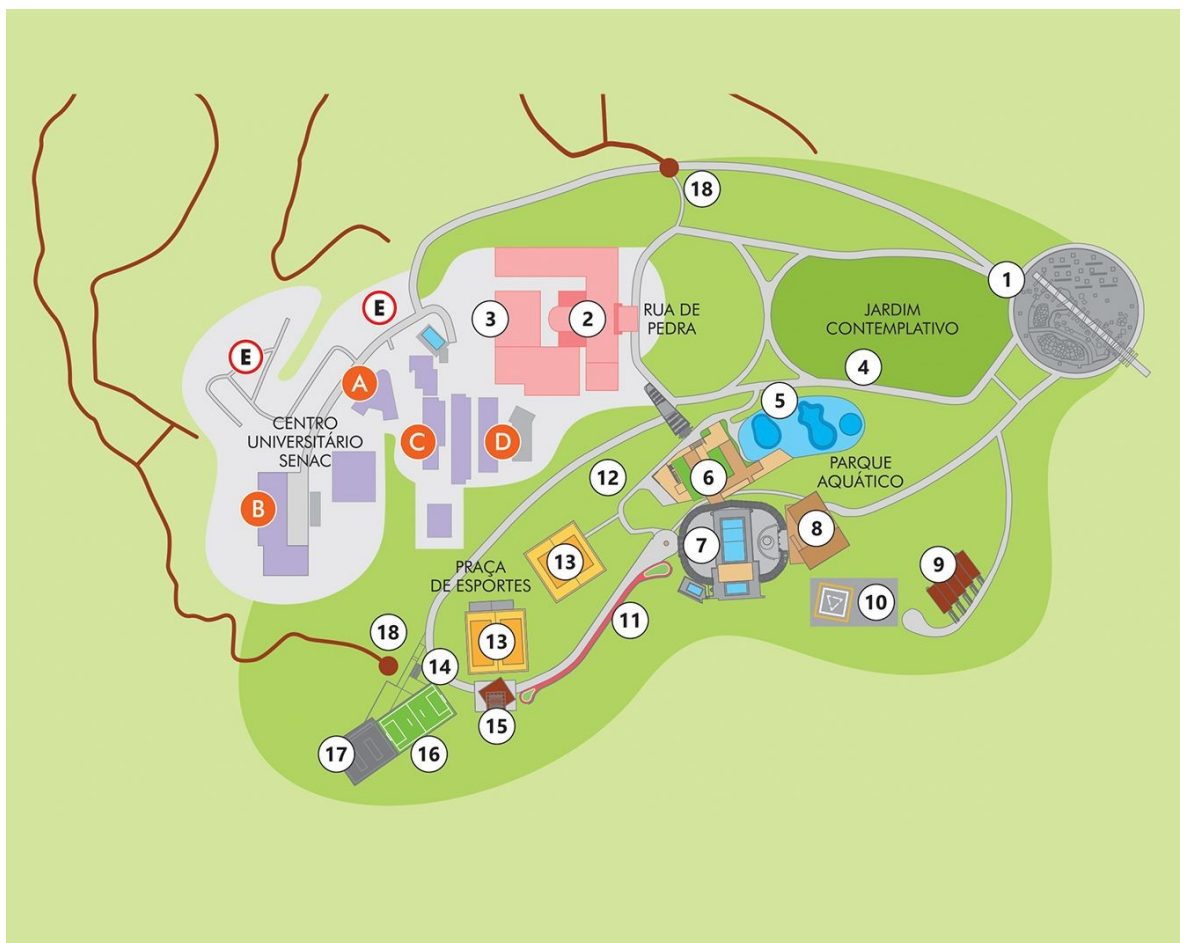 18
1
E
3
2
RUA DE
PEDRA
JARDIM
CONTEMPLATIVO
E
A
4
5
CENTRO
UNIVERSITÁRIO
SENAC
C
D
PARQUE
AQUÁTICO
12
6
B
7
8
13
PRAÇA
DE ESPORTES
9
10
11
18
13
14
15
17
16